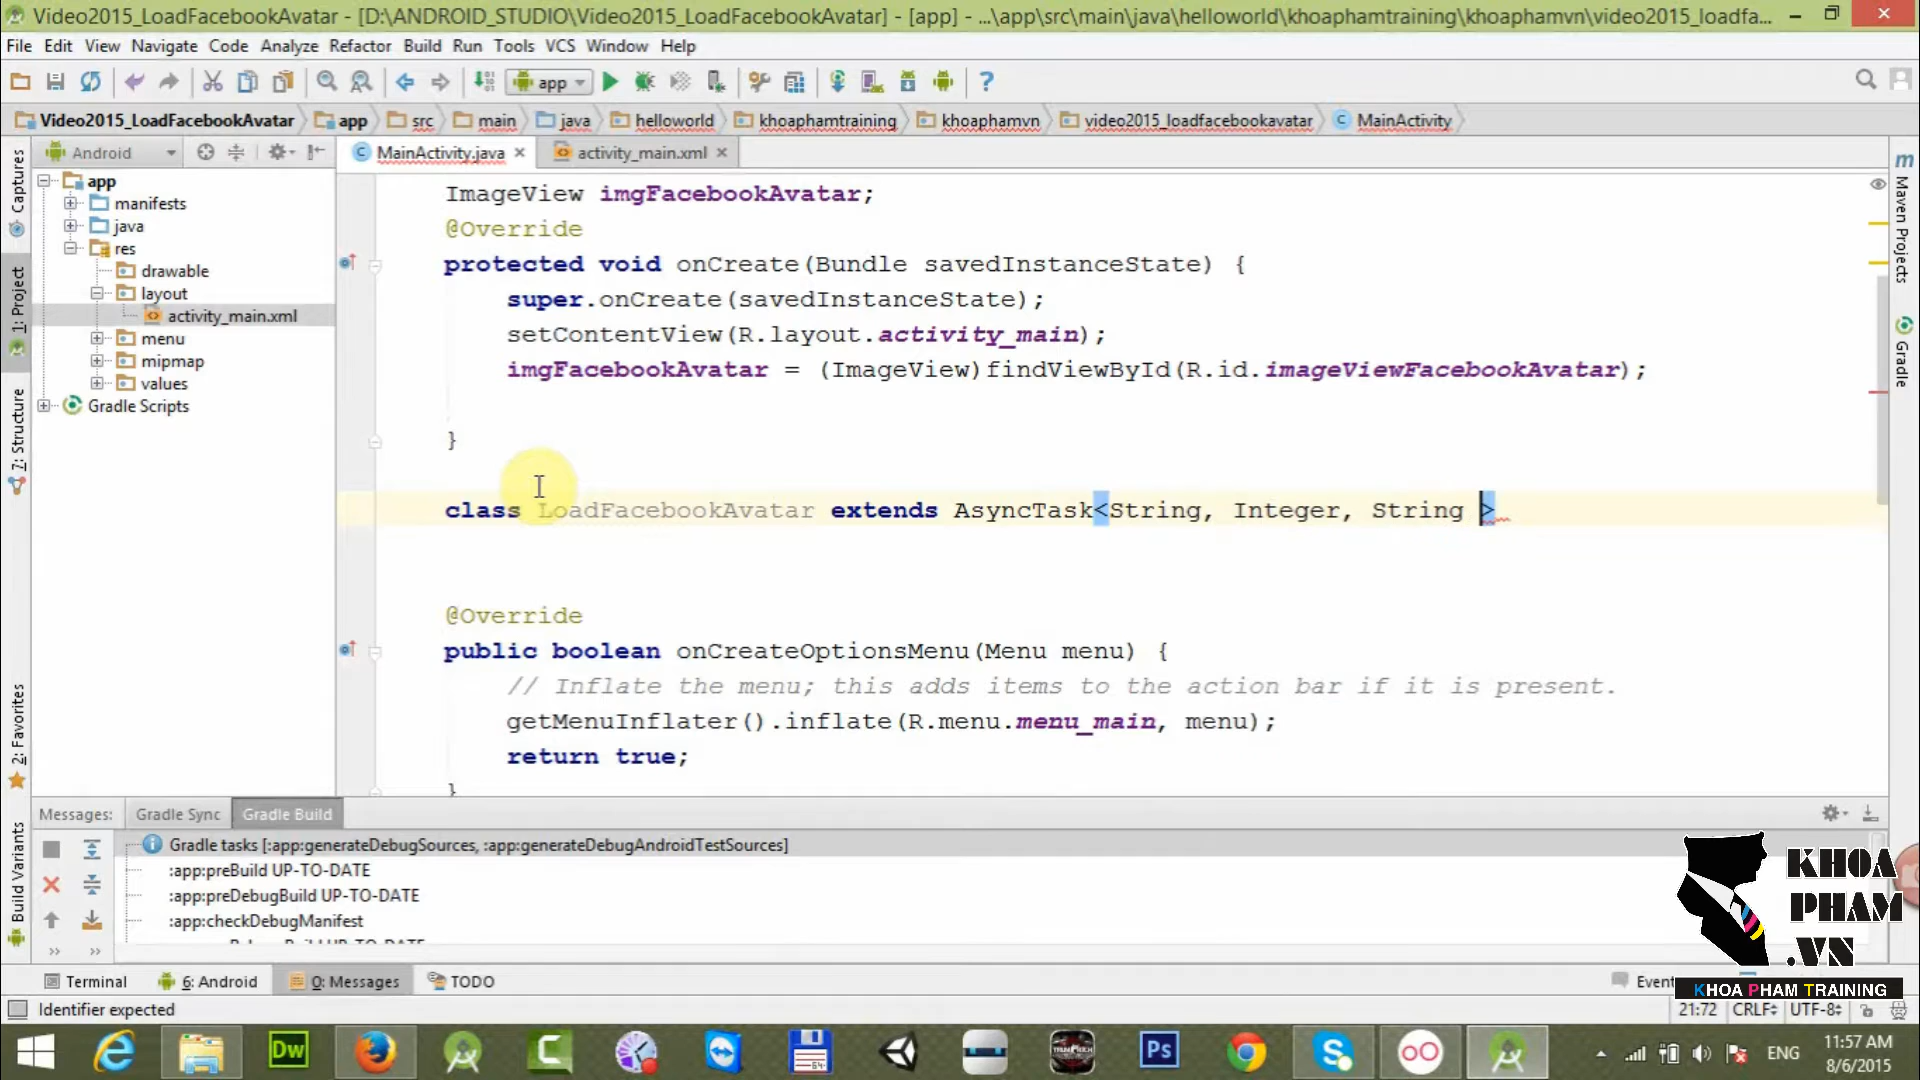 Video2015_LoadFacebookAvatar - [D:\ANDROID_STUDIO\Video2015_LoadFacebookAvatar] - [app] - ...\app\src\main\java\helloworld\khoaphamtraining\khoaphamvn\video2015_loadfa...
File Edit View Navigate Code Analyze Refactor Build Run Tools VCS Window Help
app
Video2015_LoadFacebookAvatar app src main java helloworld khoaphamtraining khoaphamvn video2015_loadfacebookavatar MainActivity
Android MainActivity.java activity_main.xml
Captures
1: Project
7: Structure
2: Favorites
Build Variants
app
manifests
java
res
drawable
layout
activity_main.xml
menu
mipmap
values
Gradle Scripts
ImageView imgFacebookAvatar;
@Override
protected void onCreate(Bundle savedInstanceState) {
super.onCreate(savedInstanceState);
setContentView(R.layout.activity_main);
imgFacebookAvatar = (ImageView)findViewById(R.id.imageViewFacebookAvatar);
}
class LoadFacebookAvatar extends AsyncTask<String, Integer, String >
@Override
public boolean onCreateOptionsMenu(Menu menu) {
// Inflate the menu; this adds items to the action bar if it is present.
getMenuInflater().inflate(R.menu.menu_main, menu);
return true;
}
Maven Projects
Gradle
Messages: Gradle Sync Gradle Build
Gradle tasks [:app:generateDebugSources, :app:generateDebugAndroidTestSources]
:app:preBuild UP-TO-DATE
:app:preDebugBuild UP-TO-DATE
:app:checkDebugManifest
KHOA
PHAM
.VN
KHOA PHAM TRAINING
Terminal 6: Android 0: Messages TODO Event
Identifier expected 21:72 CRLF UTF-8
Dw
Ps
ENG
11:57 AM
8/6/2015